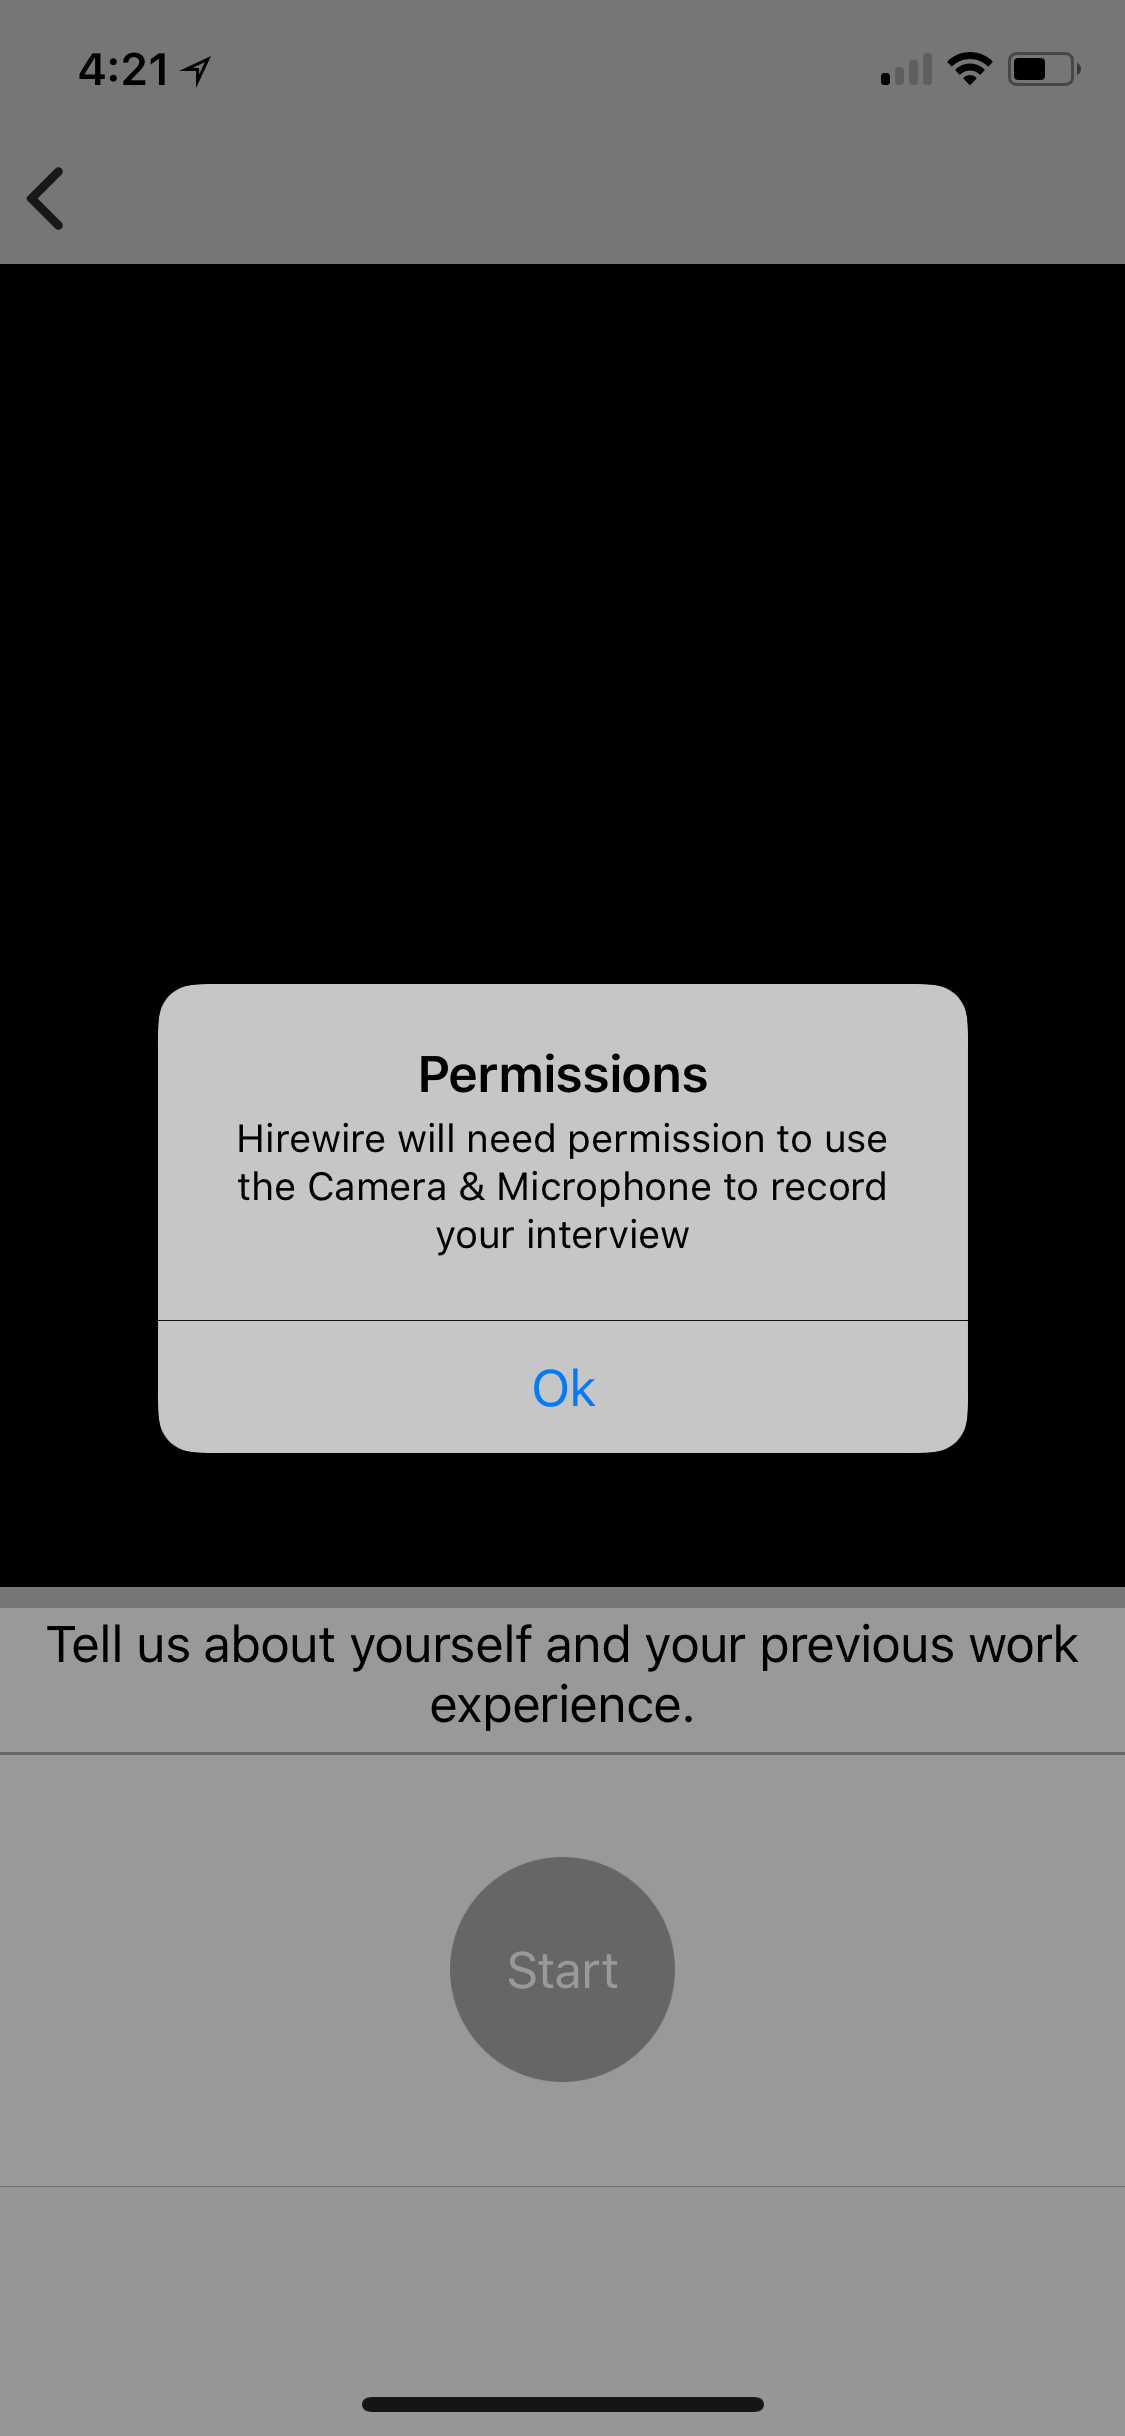 4:21
Permissions
Hirewire will need permission to use
the Camera & Microphone to record
your interview
Ok
Tell us about yourself and your previous work
experience.
Start